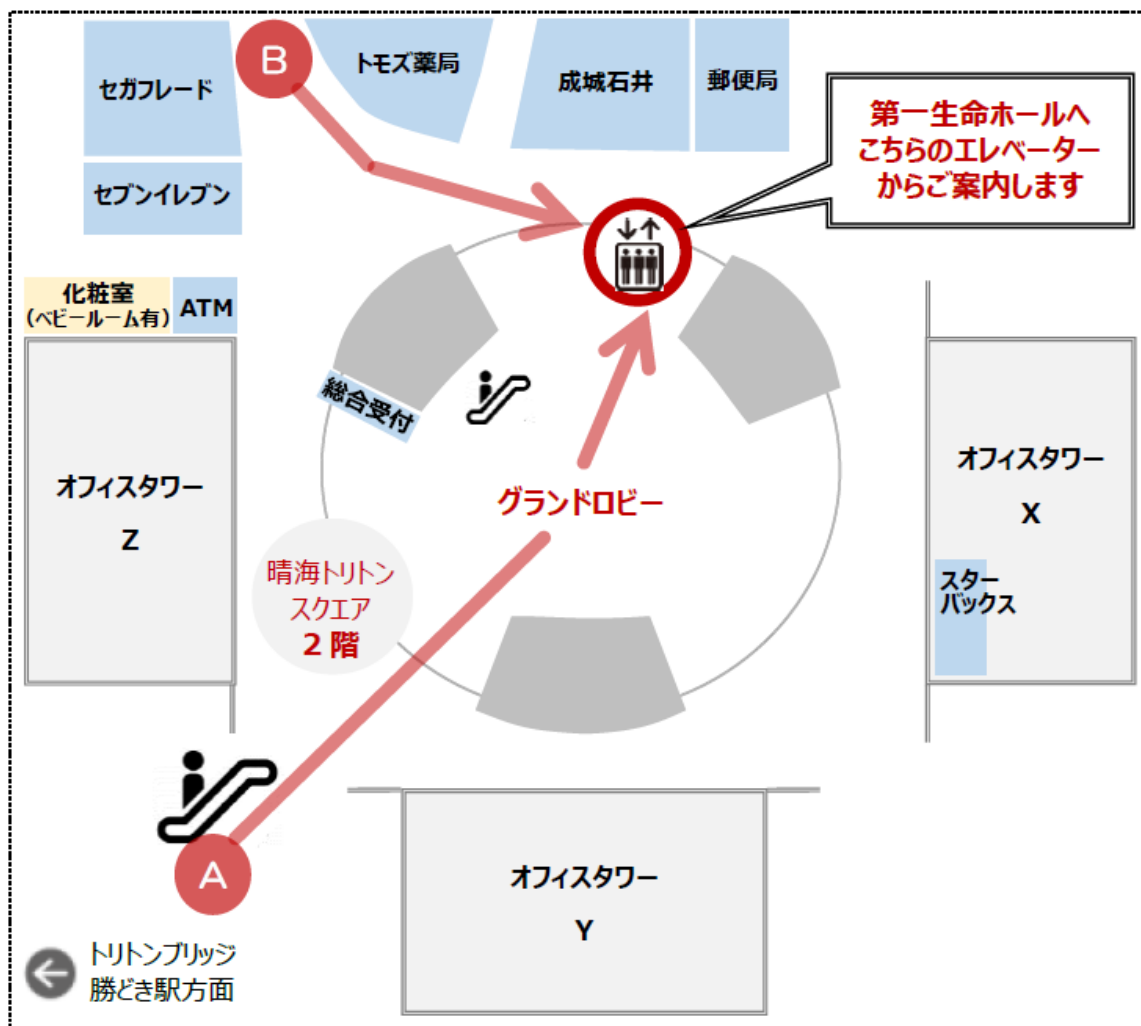 B
セガフレード
トモズ薬局
成城石井
郵便局
第一生命ホールへ
こちらのエレベーター
からご案内します
セブンイレブン
化粧室
（ベビールーム有）
ATM
総合受付
オフィスタワー
Z
グランドロビー
オフィスタワー
X
晴海トリトン
スクエア
２階
スター
バックス
A
オフィスタワー
Y
トリトンブリッジ
勝どき駅方面